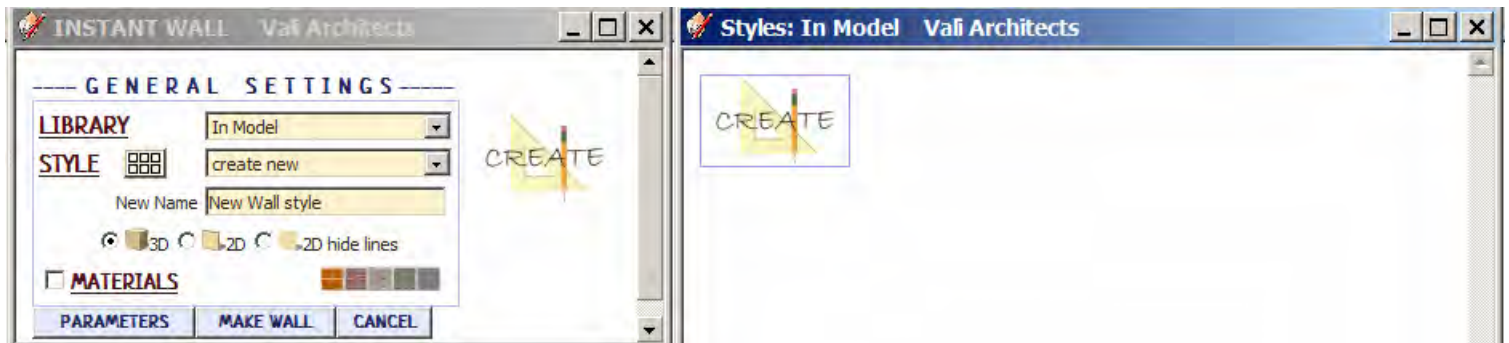 INSTANT WALL Vali Architects
---- GENERAL SETTINGS-----
LIBRARY In Model
STYLE create new
CREATE
New Name New Wall style
3D 2D 2D hide lines
MATERIALS
PARAMETERS MAKE WALL CANCEL
Styles: In Model Vali Architects
CREATE